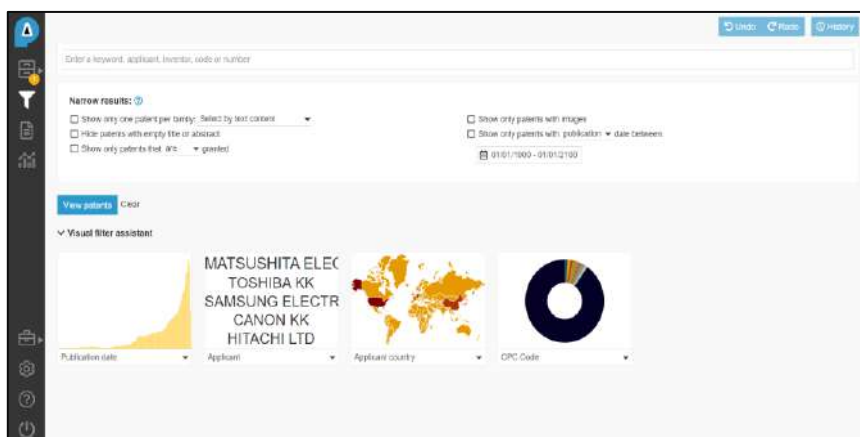 Undo Redo History
Enter a keyword, applicant, inventor, code or number
Narrow results:
Show only one patent per family: Select by text content
Show only patents with images
Hide patents with empty title or abstract
Show only patents with publication date between
Show only patents that are granted
01/01/1900 - 01/01/2100
View patents Clear
Visual filter assistant
MATSUSHITA ELEC
TOSHIBA KK
SAMSUNG ELECTR
CANON KK
HITACHI LTD
Publication date Applicant Applicant country CPC Code